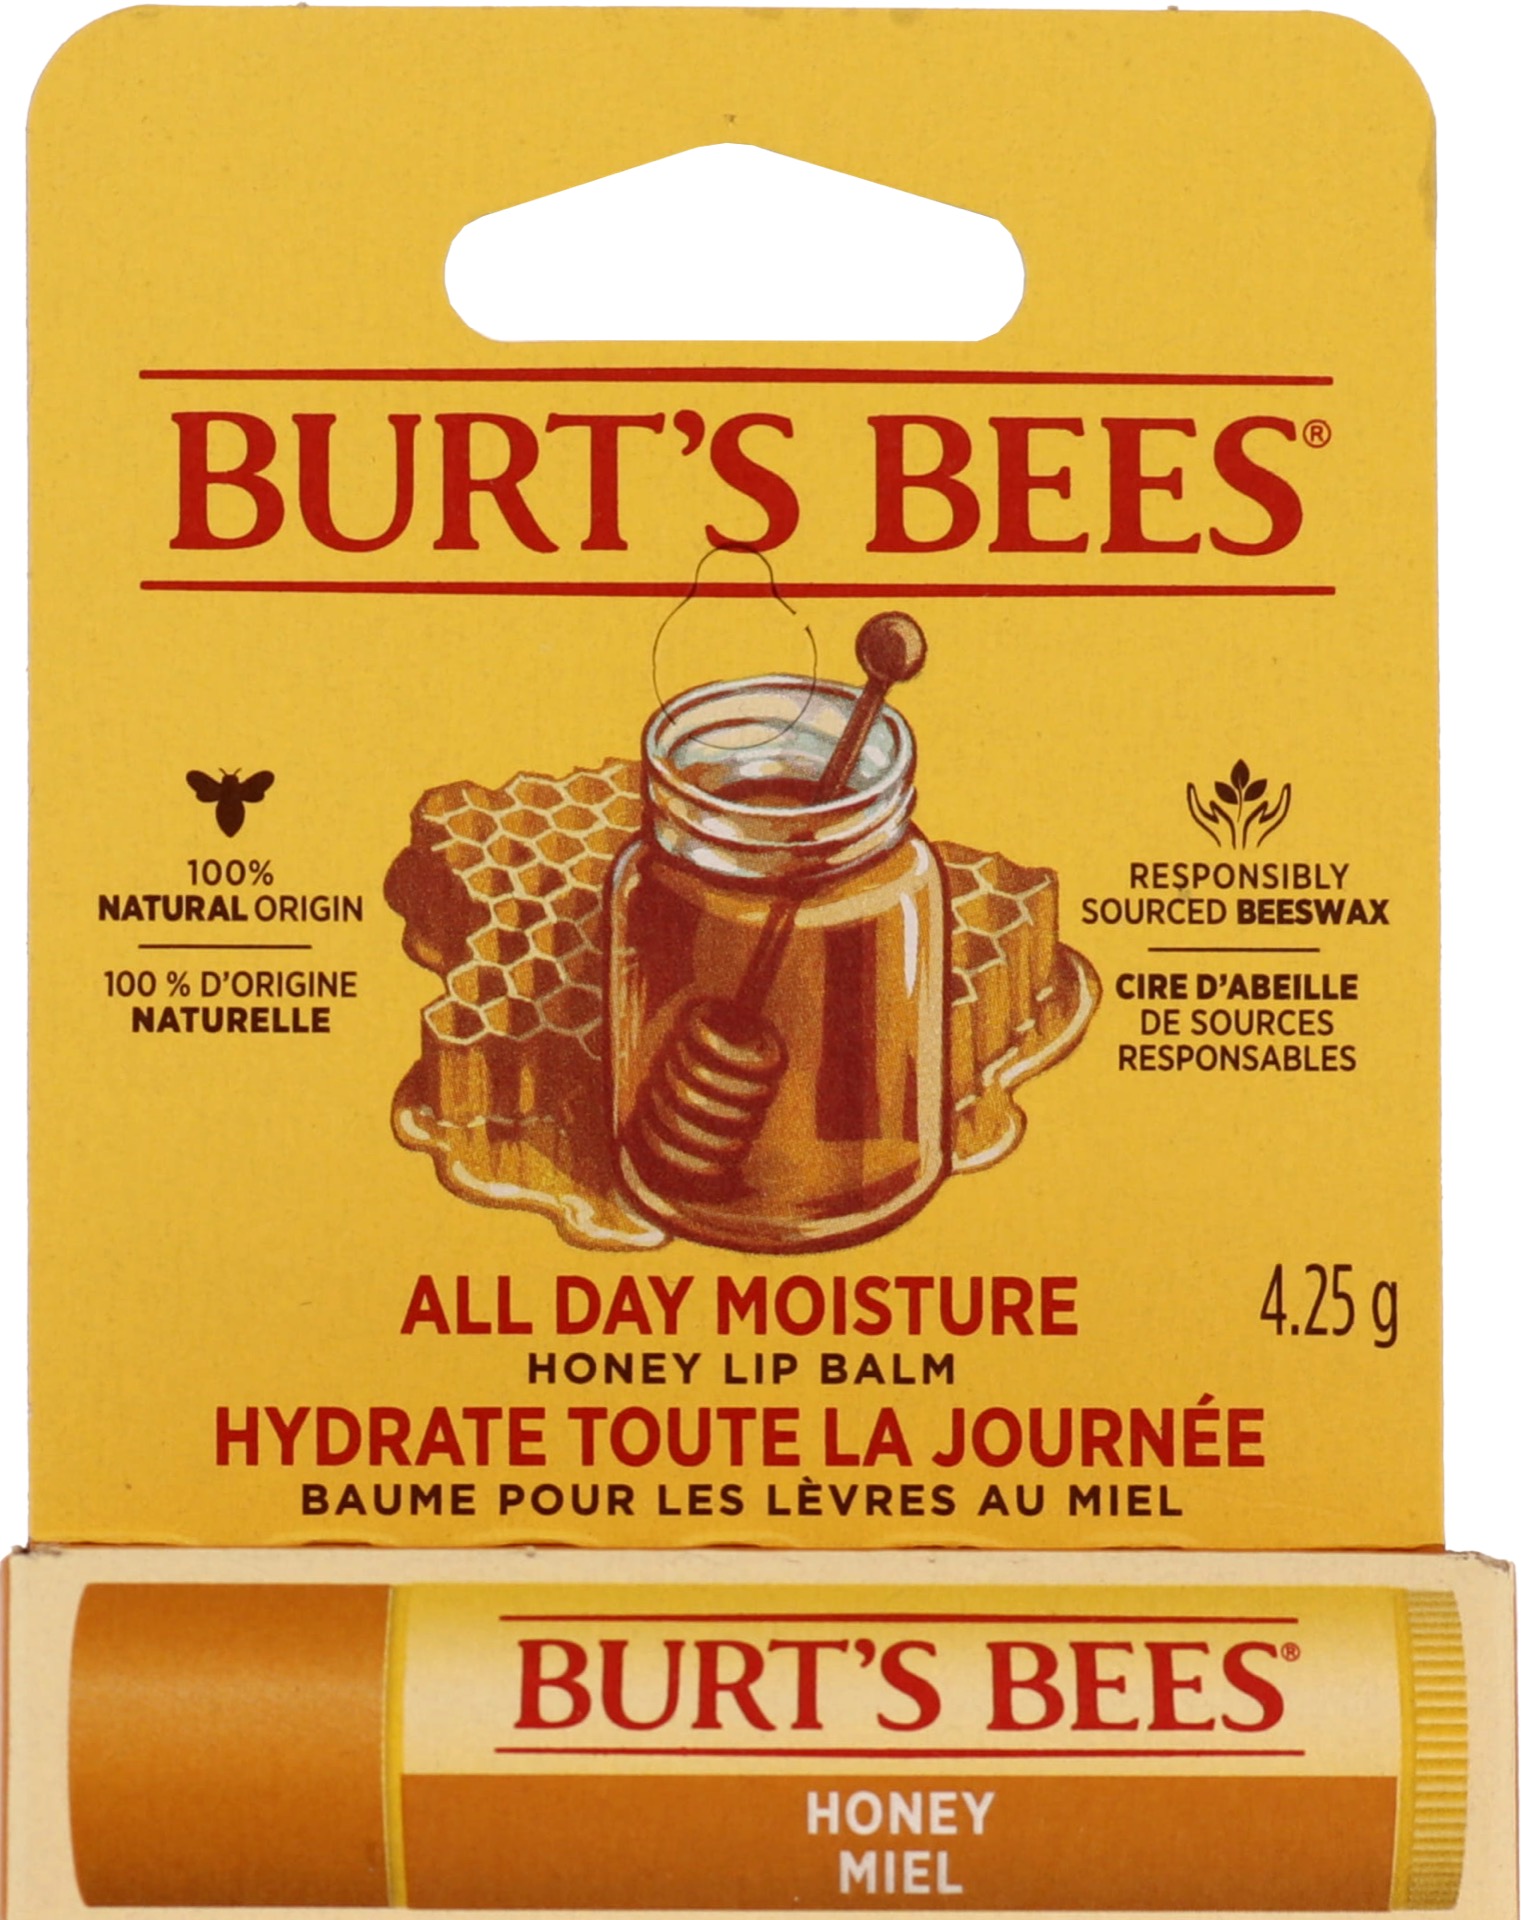 BURT'S BEES®
100%
NATURAL ORIGIN
100 % D'ORIGINE
NATURELLE
RESPONSIBLY
SOURCED BEESWAX
CIRE D'ABEILLE
DE SOURCES
RESPONSABLES
ALL DAY MOISTURE
HONEY LIP BALM
4.25 g
HYDRATE TOUTE LA JOURNÉE
BAUME POUR LES LÈVRES AU MIEL
BURT'S BEES®
HONEY
MIEL